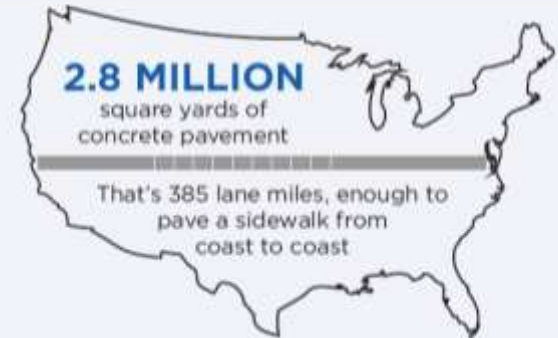 2.8 MILLION
square yards of
concrete pavement
That's 385 lane miles, enough to
pave a sidewalk from
coast to coast